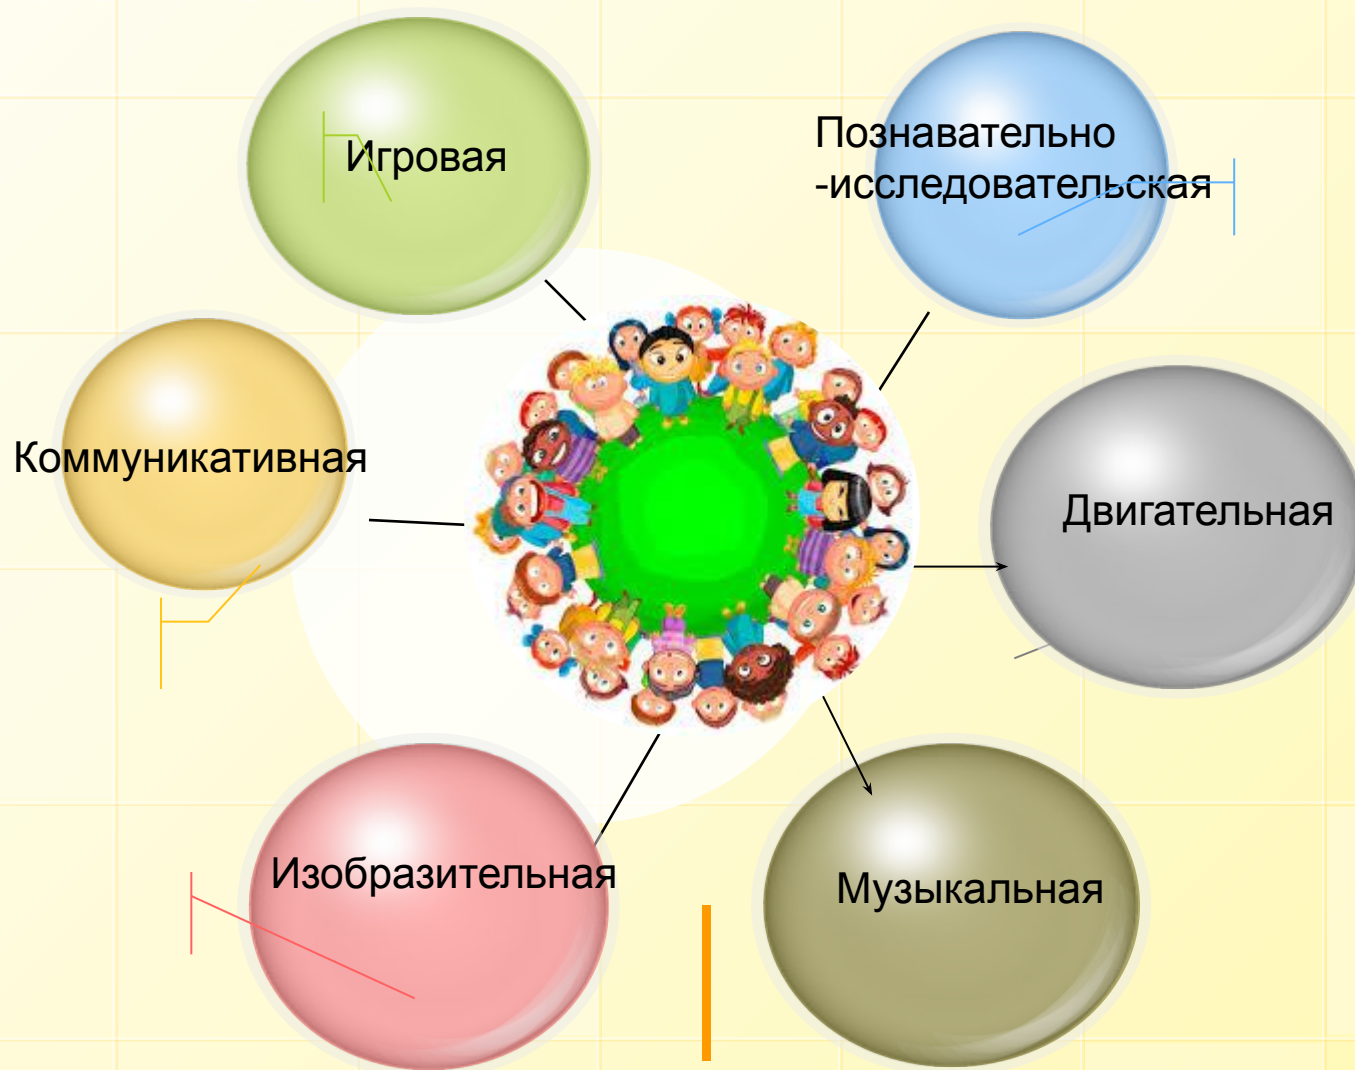 Игровая
Познавательно
-исследовательская
Коммуникативная
Двигательная
Изобразительная
Музыкальная